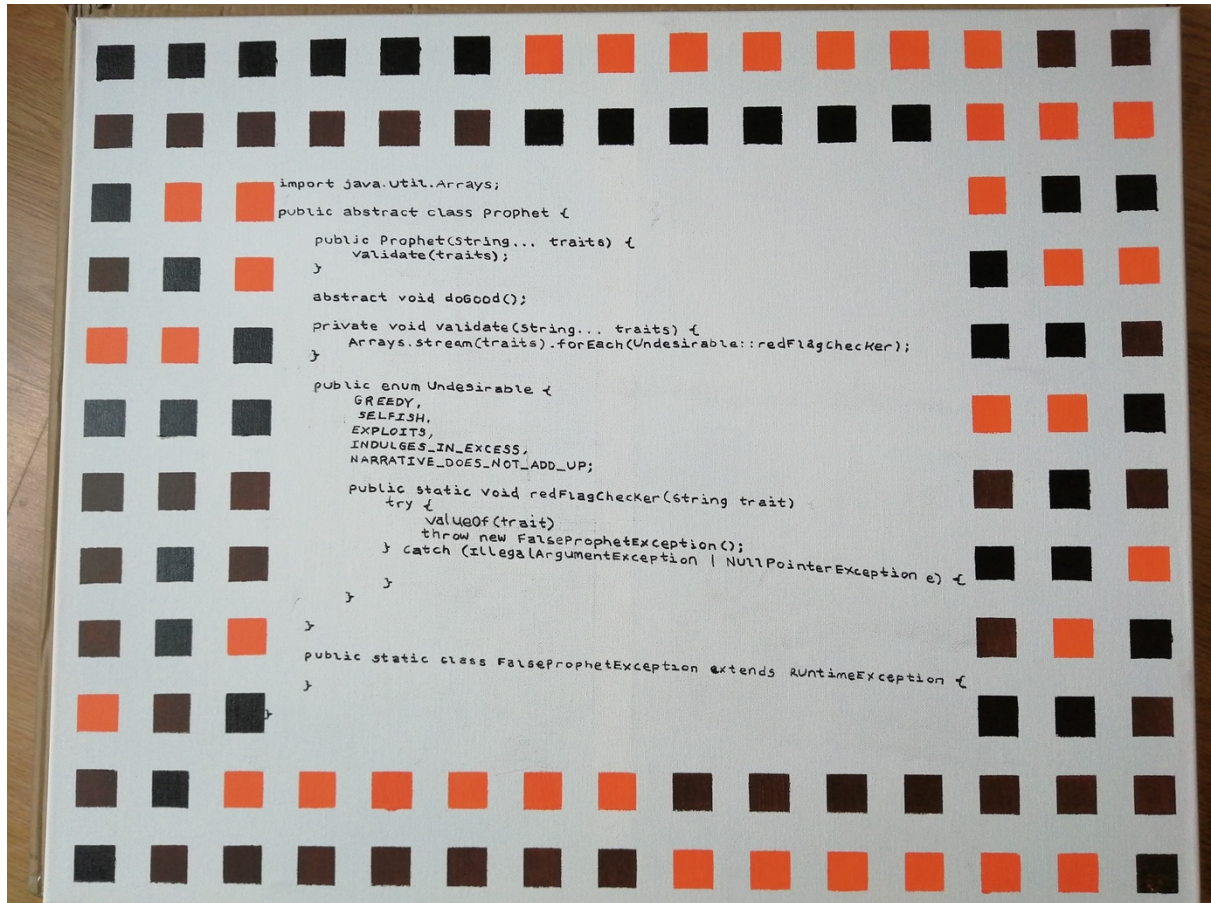 import java.util.Arrays;
public abstract class Prophet {
public Prophet(String... traits) {
validate(traits);
}
abstract void doGood();
private void validate(String... traits) {
Arrays.stream(traits).forEach(Undesirable::redFlagChecker);
}
public enum Undesirable {
GREEDY,
SELFISH,
EXPLOITS,
INDULGES_IN_EXCESS,
NARRATIVE_DOES_NOT_ADD_UP;
public static void redFlagChecker(String trait)
try {
valueOf(trait)
throw new FalseProphetException();
} catch (IllegalArgumentException | NullPointerException e) {
}
}
}
public static class FalseProphetException extends RuntimeException {
}
}